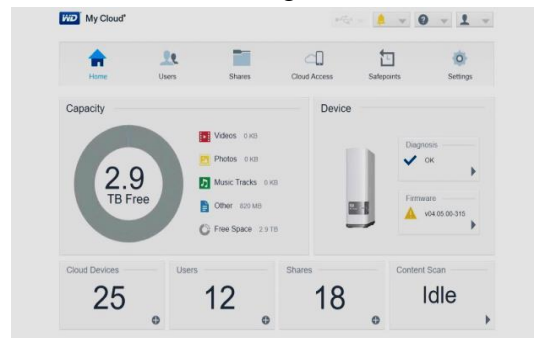 WD My Cloud
Home
Users
Shares
Cloud Access
Safepoints
Settings
Capacity
2.9
TB Free
Videos 0 KB
Photos 0 KB
Music Tracks 0 KB
Other 820 MB
Free Space 2.9 TB
Device
Diagnosis
OK
Firmware
v04.05.00-315
Cloud Devices
25
Users
12
Shares
18
Content Scan
Idle